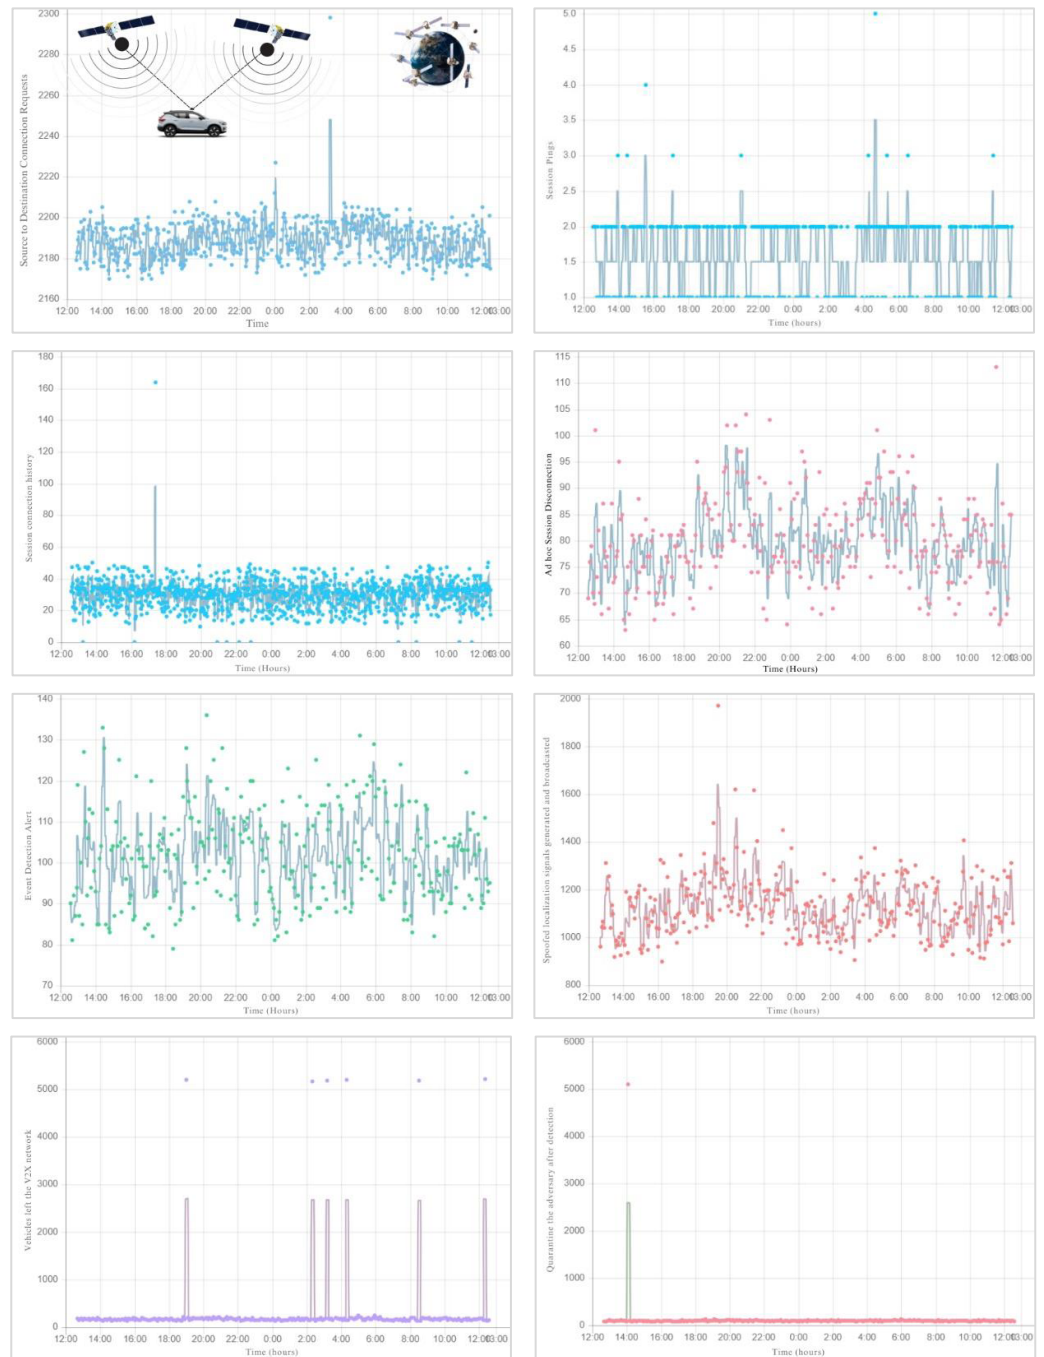 2300
2280
2260
2240
2220
2200
2180
2160
Source to Destination Connection Requests
12:00 14:00 16:00 18:00 20:00 22:00 0:00 2:00 4:00 6:00 8:00 10:00 12:00 13:00
Time
5.0
4.5
4.0
3.5
3.0
2.5
2.0
1.5
1.0
Session Pings
12:00 14:00 16:00 18:00 20:00 22:00 0:00 2:00 4:00 6:00 8:00 10:00 12:00 13:00
Time (hours)
180
160
140
120
100
80
60
40
20
0
Session connection history
12:00 14:00 16:00 18:00 20:00 22:00 0:00 2:00 4:00 6:00 8:00 10:00 12:00 13:00
Time (Hours)
115
110
105
100
95
90
85
80
75
70
65
60
Ad hoc Session Disconnection
12:00 14:00 16:00 18:00 20:00 22:00 0:00 2:00 4:00 6:00 8:00 10:00 12:00 13:00
Time (Hours)
140
130
120
110
100
90
80
70
Event Detection Alert
12:00 14:00 16:00 18:00 20:00 22:00 0:00 2:00 4:00 6:00 8:00 10:00 12:00 13:00
Time (Hours)
2000
1800
1600
1400
1200
1000
800
Spoofed localization signals generated and broadcasted
12:00 14:00 16:00 18:00 20:00 22:00 0:00 2:00 4:00 6:00 8:00 10:00 12:00 13:00
Time (hours)
6000
5000
4000
3000
2000
1000
0
Vehicles left the V2X network
12:00 14:00 16:00 18:00 20:00 22:00 0:00 2:00 4:00 6:00 8:00 10:00 12:00 13:00
Time (hours)
6000
5000
4000
3000
2000
1000
0
Quarantine the adversary after detection
12:00 14:00 16:00 18:00 20:00 22:00 0:00 2:00 4:00 6:00 8:00 10:00 12:00 13:00
Time (hours)